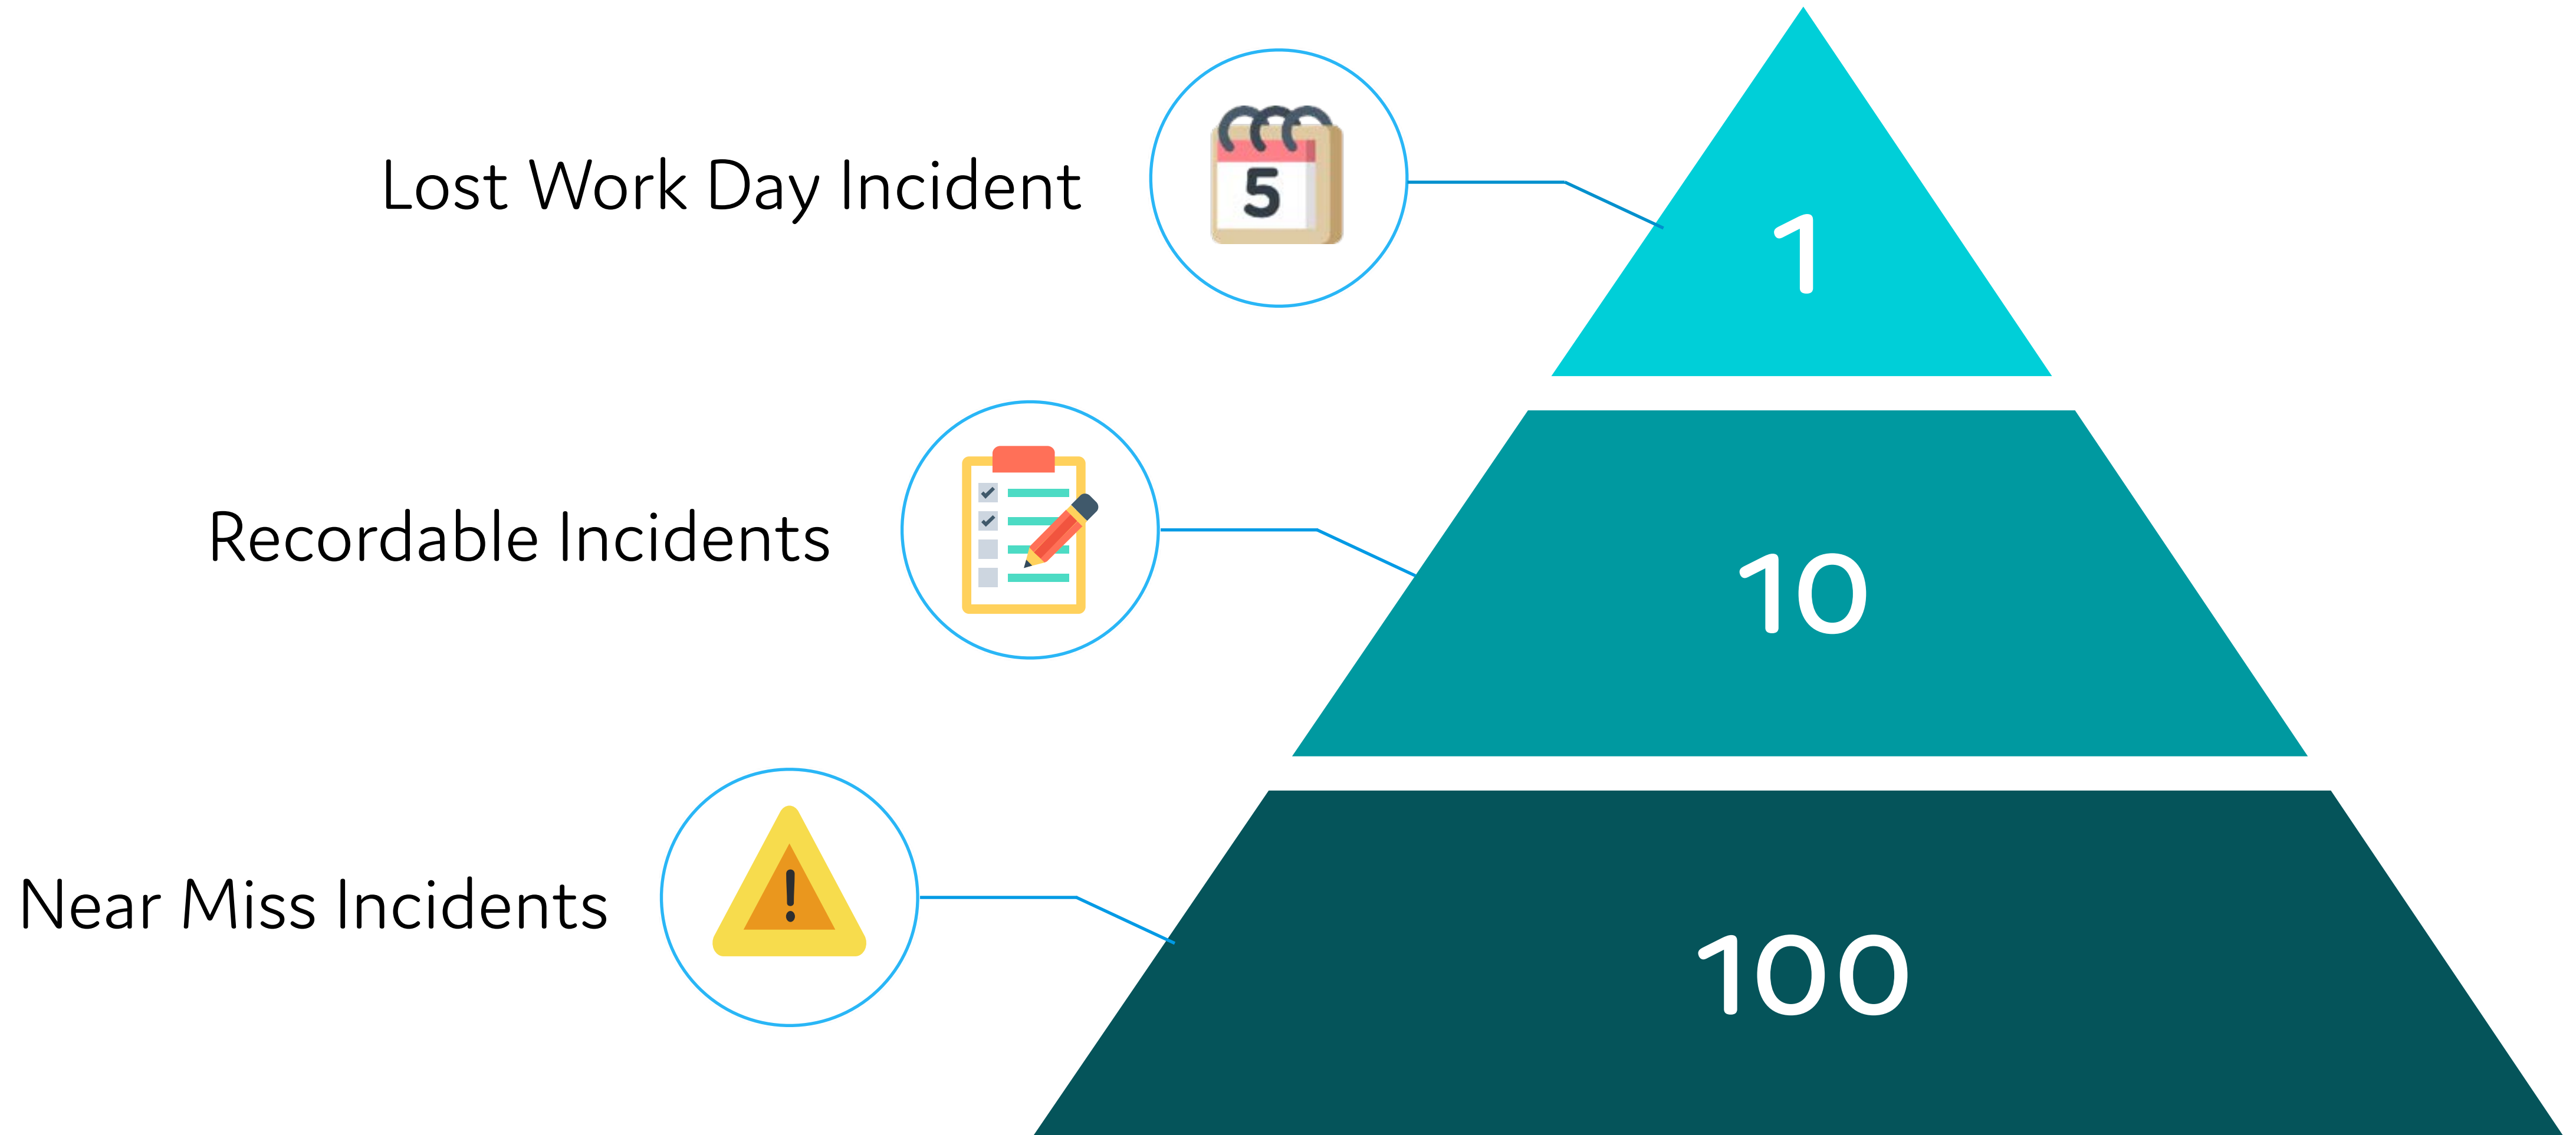 Lost Work Day Incident
5
1
Recordable Incidents
10
Near Miss Incidents
!
100